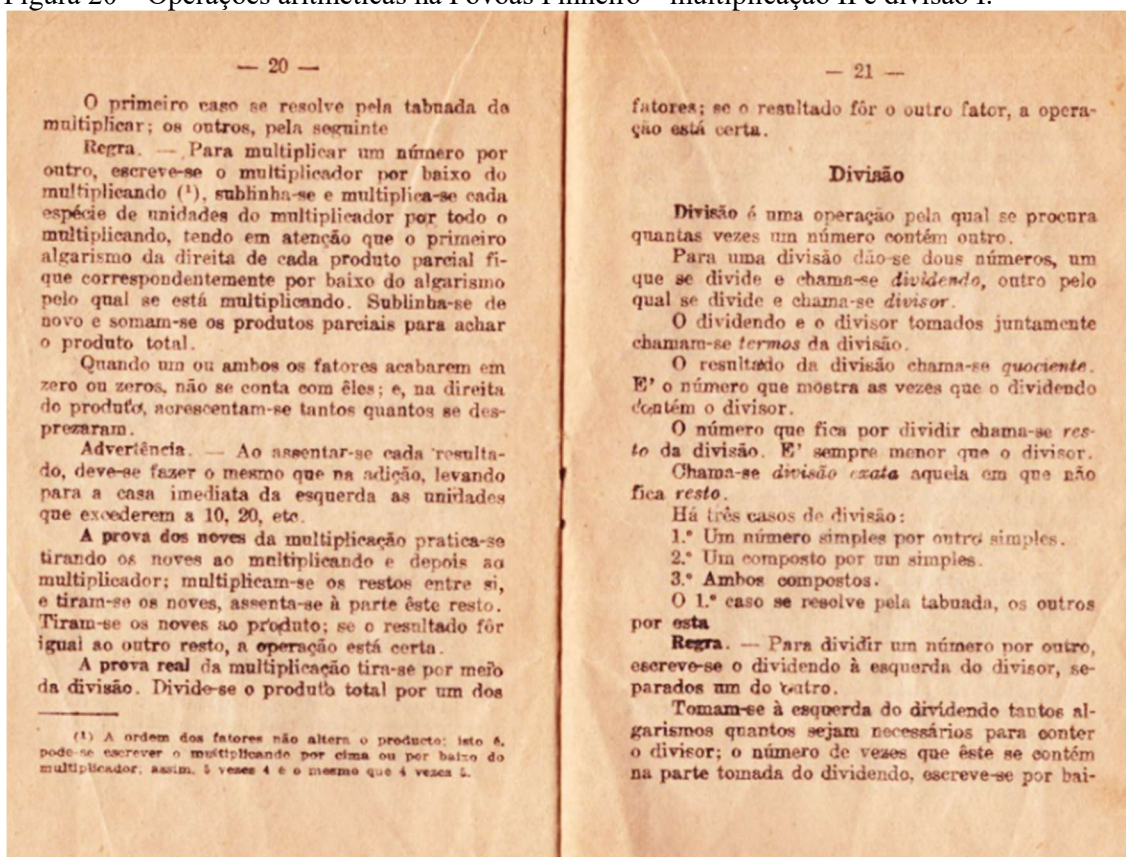 Figura 20 – Operações aritméticas na Povoas Pinheiro – multiplicação II e divisão I.
— 20 —
O primeiro caso se resolve pela tabuada de
multiplicar; os outros, pela seguinte
Regra. — Para multiplicar um número por
outro, escreve-se o multiplicador por baixo do
multiplicando (¹), sublinha-se e multiplica-se cada
espécie de unidades do multiplicador por todo o
multiplicando, tendo em atenção que o primeiro
algarismo da direita de cada produto parcial fi-
que correspondentemente por baixo do algarismo
pelo qual se está multiplicando. Sublinha-se de
novo e somam-se os produtos parciais para achar
o produto total.
Quando um ou ambos os fatores acabarem em
zero ou zeros, não se conta com êles; e, na direita
do produto, acrescentam-se tantos quantos se des-
prezaram.
Advertência. — Ao assentar-se cada resulta-
do, deve-se fazer o mesmo que na adição, levando
para a casa imediata da esquerda as unidades
que excederem a 10, 20, etc.
A prova dos noves da multiplicação pratica-se
tirando os noves ao multiplicando e depois ao
multiplicador; multiplicam-se os restos entre si,
e tiram-se os noves, assenta-se à parte êste resto.
Tiram-se os noves ao produto; se o resultado fôr
igual ao outro resto, a operação está certa.
A prova real da multiplicação tira-se por meio
da divisão. Divide-se o produto total por um dos
(¹) A ordem dos fatores não altera o producto; isto é,
pode-se escrever o multiplicando por cima ou por baixo do
multiplicador; assim, 5 vezes 4 é o mesmo que 4 vezes 5.
— 21 —
fatores; se o resultado fôr o outro fator, a opera-
ção está certa.
Divisão
Divisão é uma operação pela qual se procura
quantas vezes um número contém outro.
Para uma divisão dão-se dous números, um
que se divide e chama-se dividendo, outro pelo
qual se divide e chama-se divisor.
O dividendo e o divisor tomados juntamente
chamam-se termos da divisão.
O resultado da divisão chama-se quociente.
E' o número que mostra as vezes que o dividendo
contém o divisor.
O número que fica por dividir chama-se res-
to da divisão. E' sempre menor que o divisor.
Chama-se divisão exata aquela em que não
fica resto.
Há três casos de divisão:
1.° Um número simples por outro simples.
2.° Um composto por um simples.
3.° Ambos compostos.
O 1.° caso se resolve pela tabuada, os outros
por esta
Regra. — Para dividir um número por outro,
escreve-se o dividendo à esquerda do divisor, se-
parados um do outro.
Tomam-se à esquerda do dividendo tantos al-
garismos quantos sejam necessários para conter
o divisor; o número de vezes que êste se contém
na parte tomada do dividendo, escreve-se por bai-